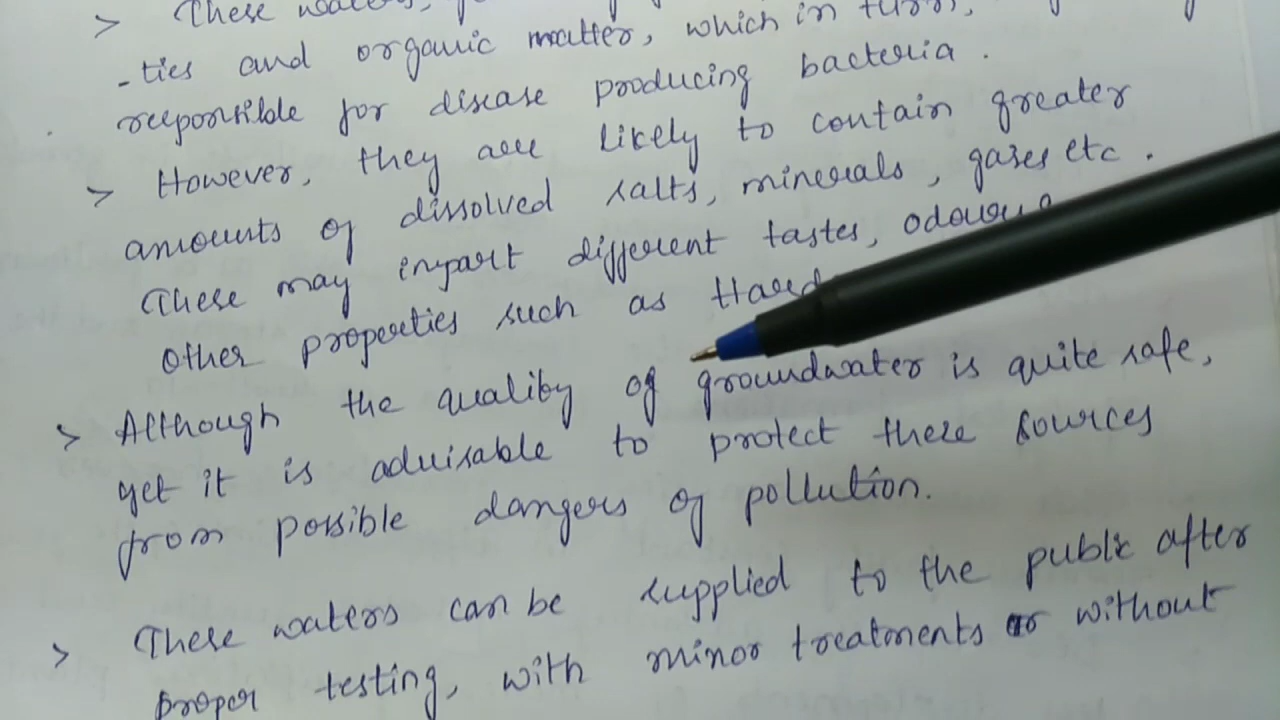 > These waters,
-ties and organic matter, which in turn,
responsible for disease producing bacteria.
> However, they are likely to contain greater
amounts of dissolved salts, minerals, gases etc.
These may impart different tastes, odours
other properties such as Hard
> Although the quality of groundwater is quite safe,
yet it is advisable to protect these sources
from possible dangers of pollution.
> These waters can be supplied to the public after
proper testing, with minor treatments or without